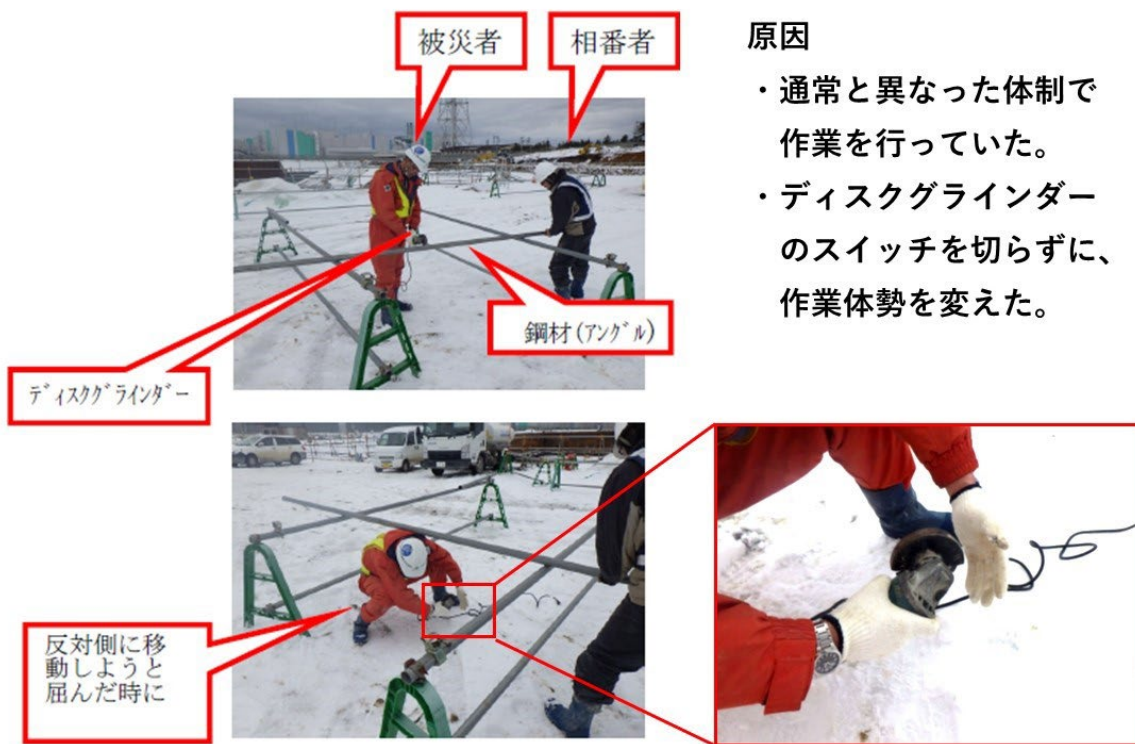 被災者
相番者
鋼材(ｱﾝｸﾞﾙ)
ﾃﾞｨｽｸｸﾞﾗｲﾝﾀﾞｰ
反対側に移
動しようと
屈んだ時に
原因
・通常と異なった体制で
作業を行っていた。
・ディスクグラインダー
のスイッチを切らずに、
作業体勢を変えた。